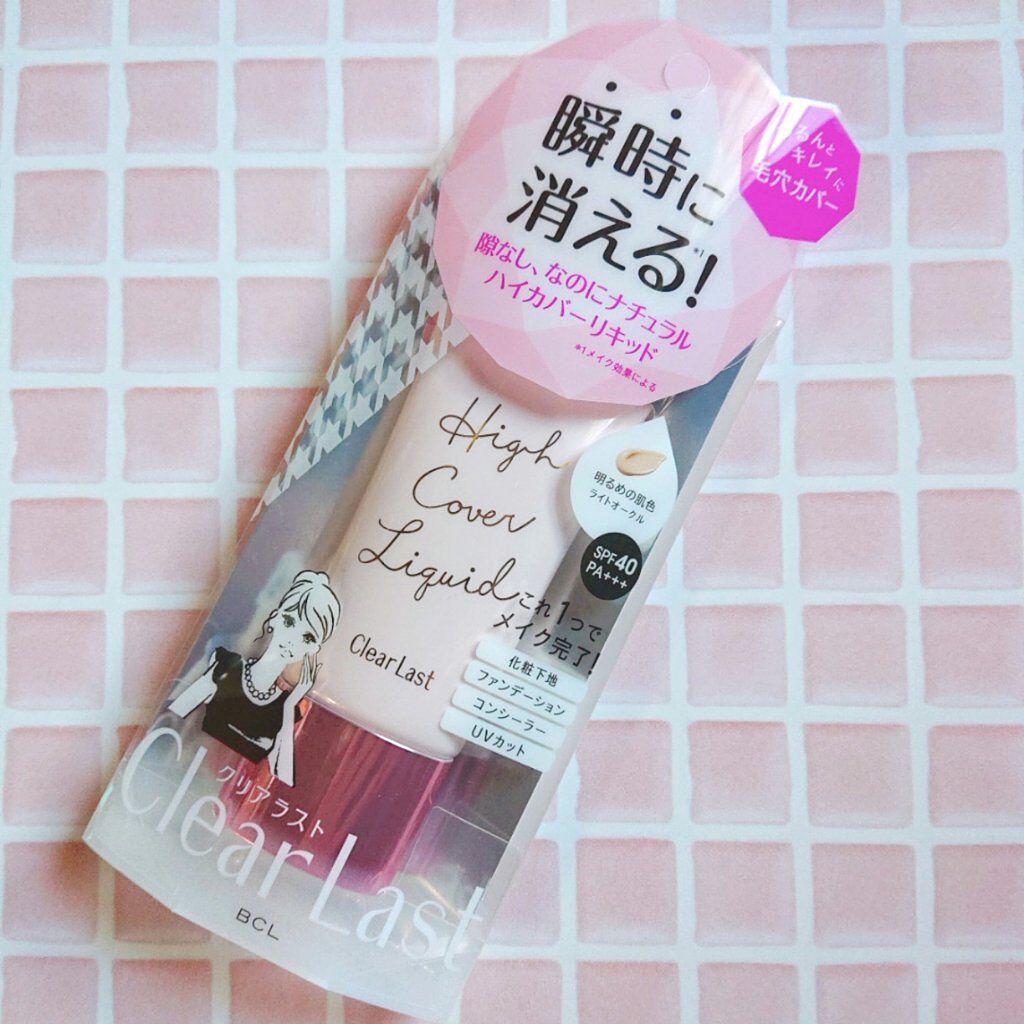 瞬時に
消える!*1
隙なし、なのにナチュラル
ハイカバーリキッド
*1メイク効果による
るんと
キレイに
毛穴カバー
High
Cover
Liquid
ClearLast
明るめの肌色
ライトオークル
SPF40
PA+++
これ1つで
メイク完了!
化粧下地
ファンデーション
コンシーラー
UVカット
クリアラスト
Clear Last
BCL